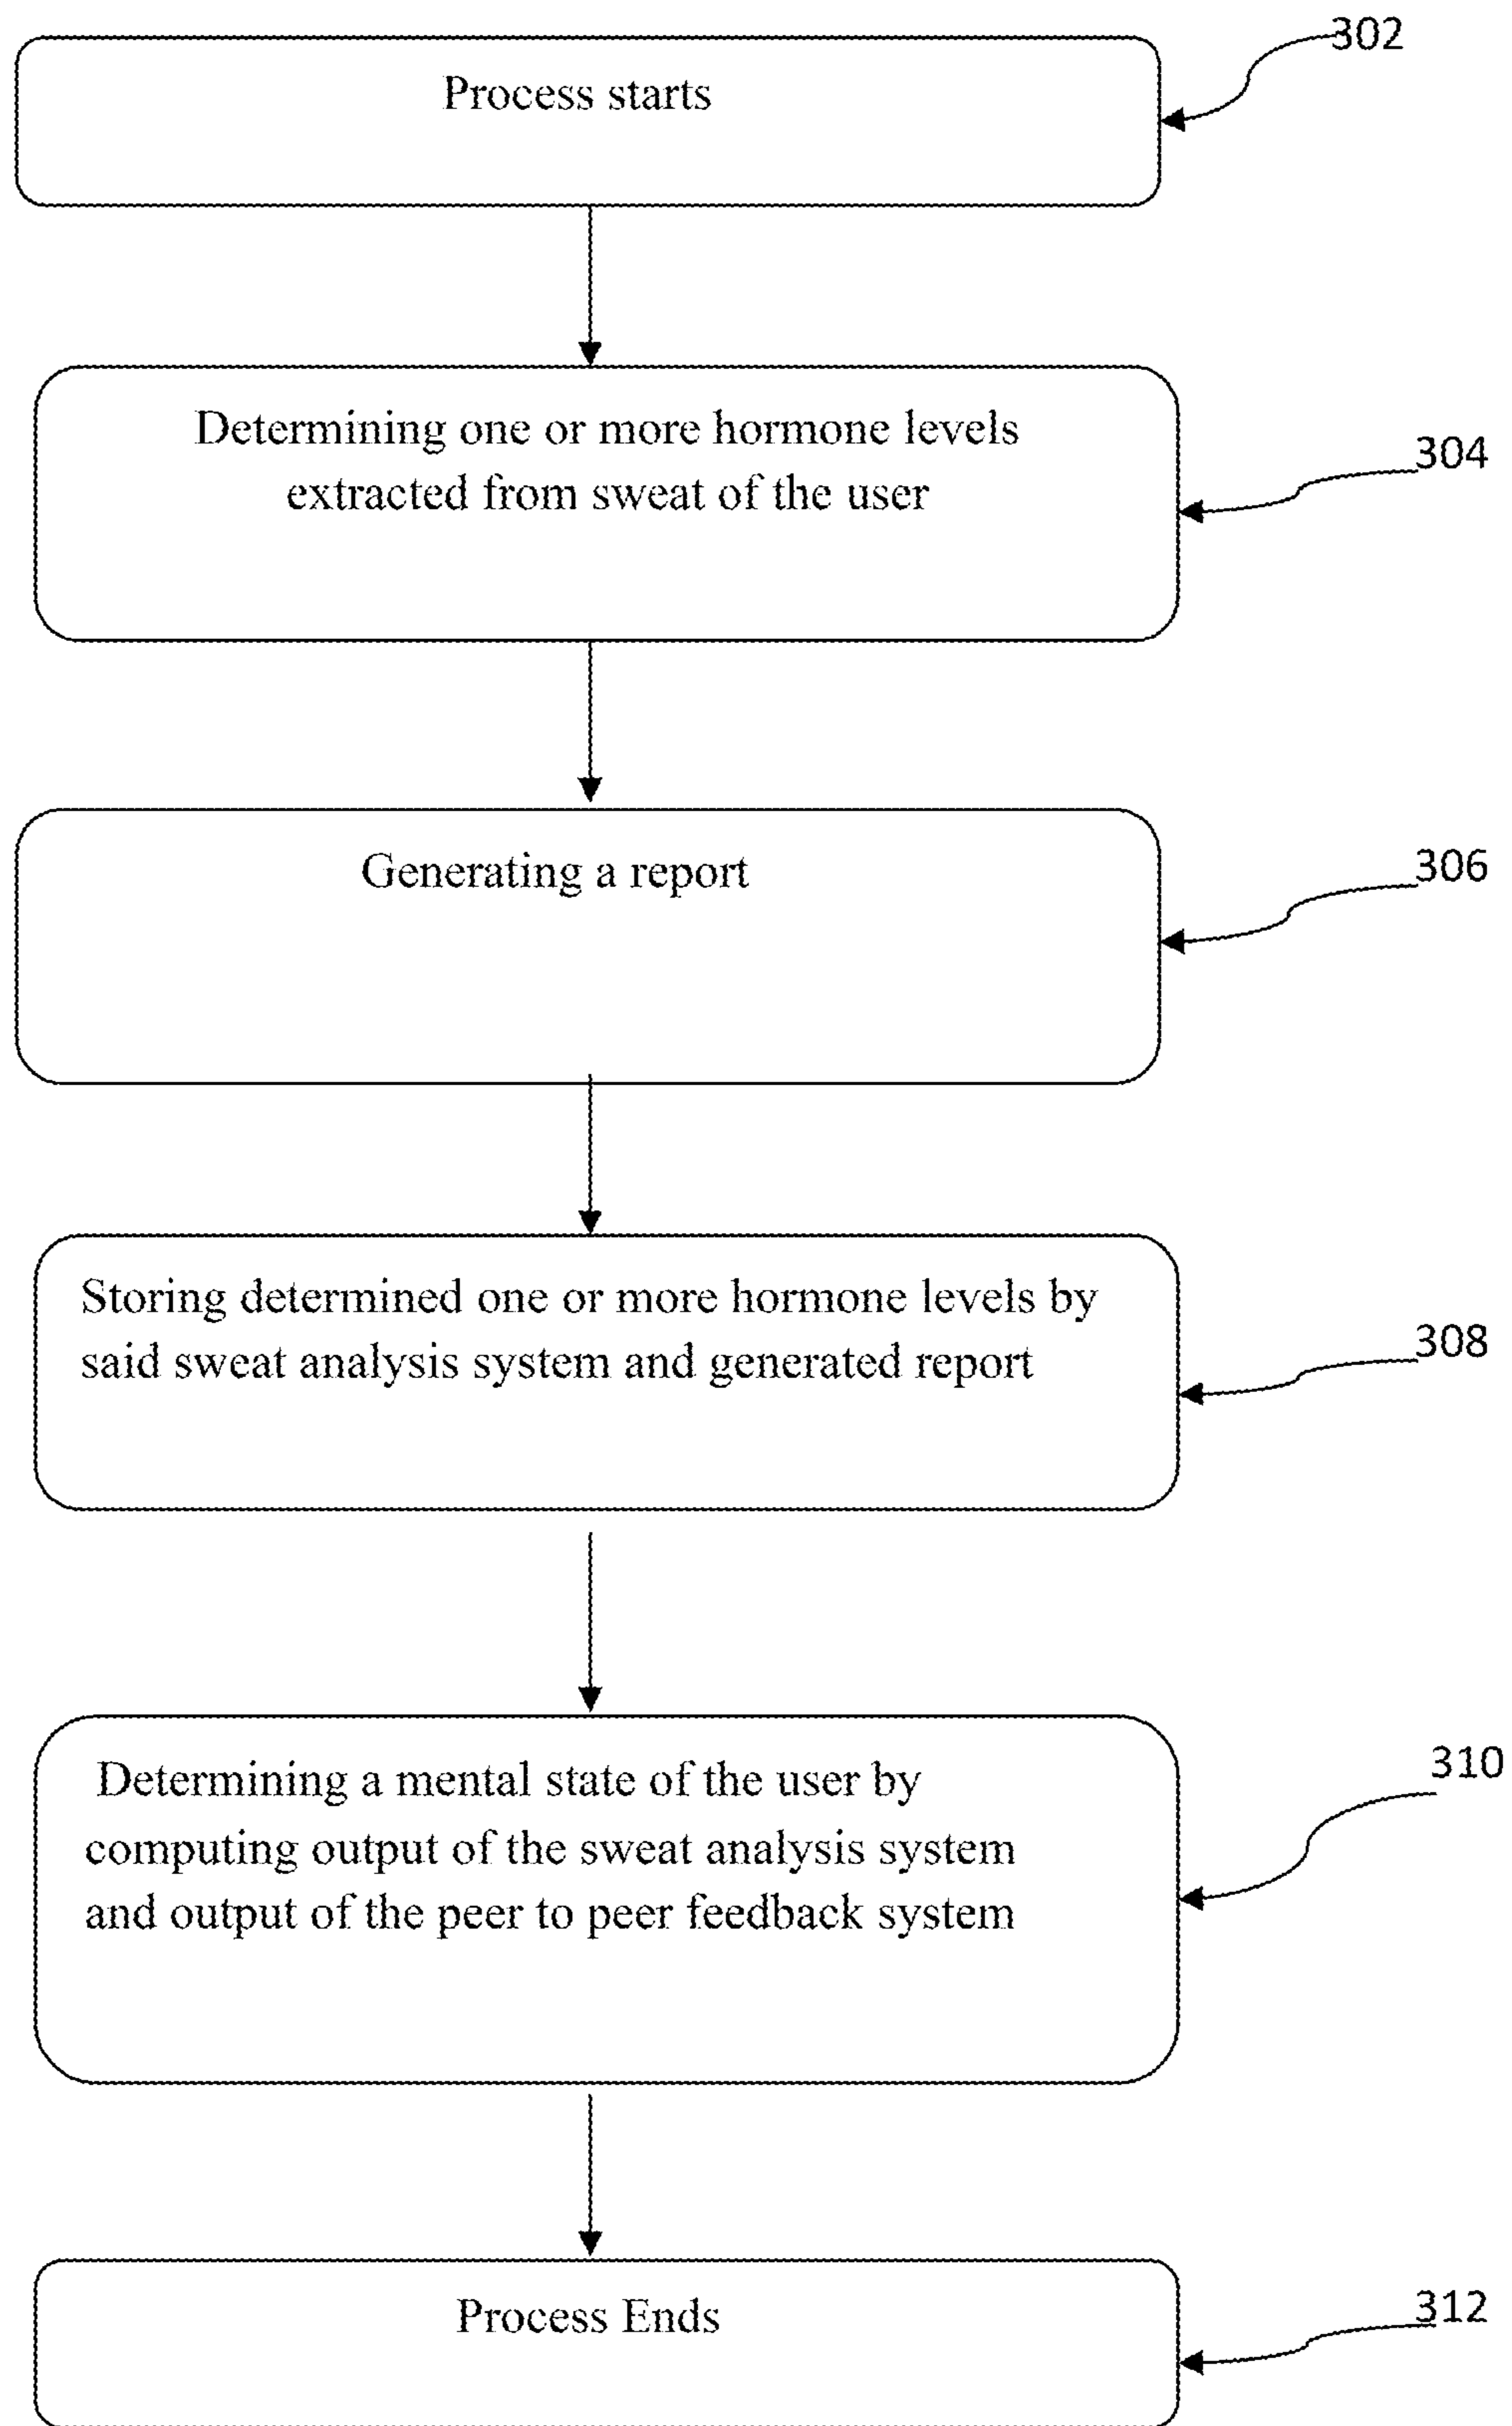 302
Process starts
304
Determining one or more hormone levels
extracted from sweat of the user
306
Generating a report
308
Storing determined one or more hormone levels by
said sweat analysis system and generated report
310
Determining a mental state of the user by
computing output of the sweat analysis system
and output of the peer to peer feedback system
312
Process Ends